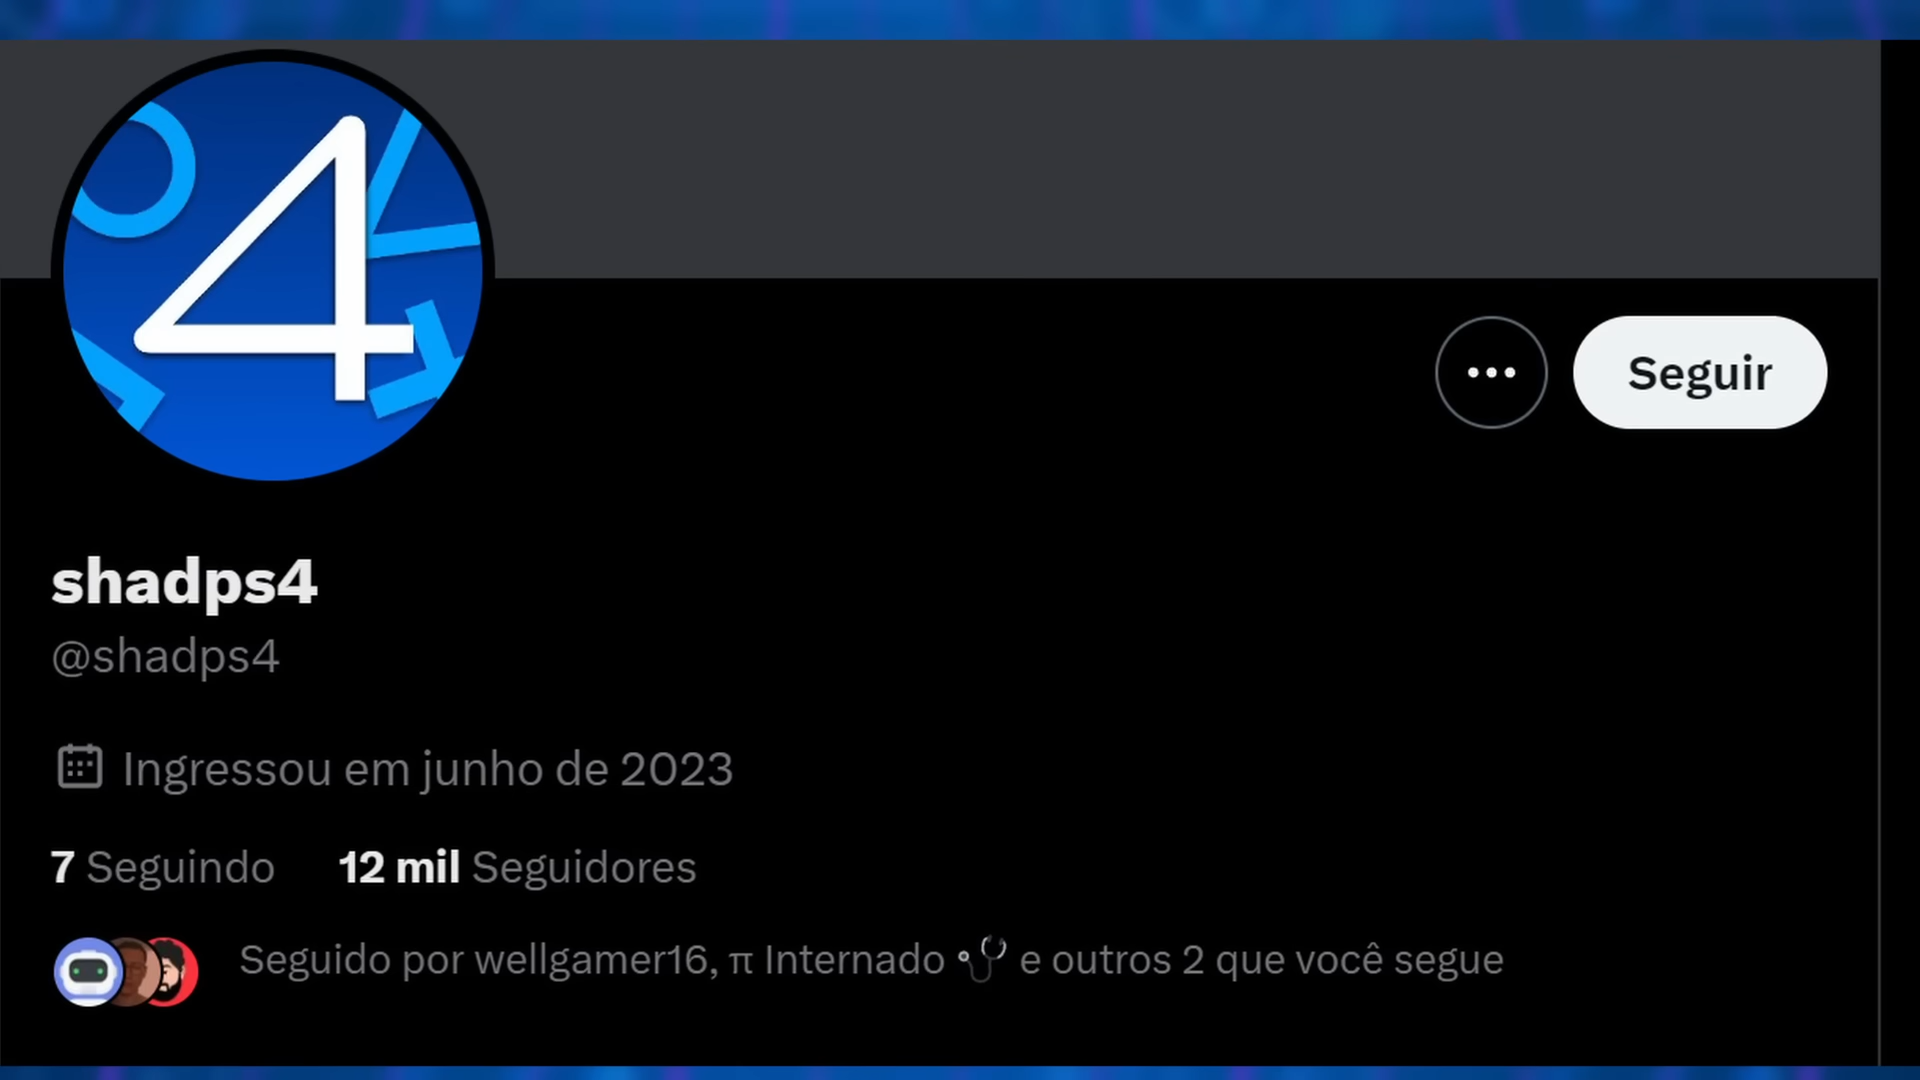 4
Seguir
shadps4
@shadps4
Ingressou em junho de 2023
7 Seguindo 12 mil Seguidores
Seguido por wellgamer16, π Internado 🩺 e outros 2 que você segue